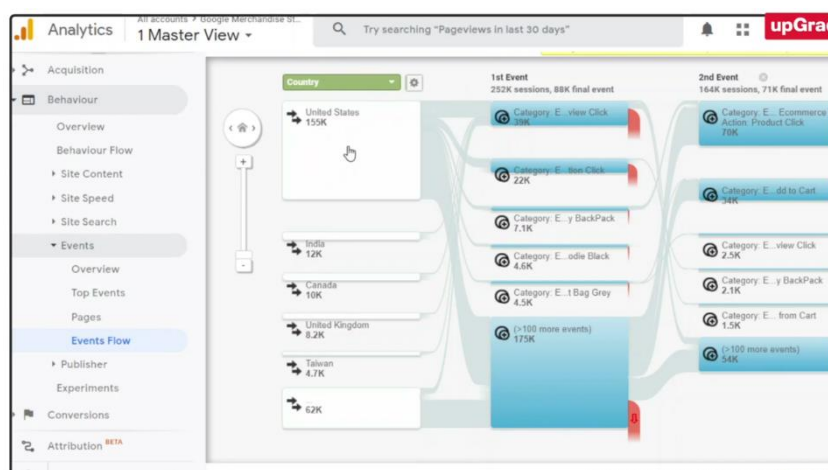 Analytics
All accounts > Google Merchandise St...
1 Master View
Try searching "Pageviews in last 30 days"
upGrad
Acquisition
Behaviour
Overview
Behaviour Flow
Site Content
Site Speed
Site Search
Events
Overview
Top Events
Pages
Events Flow
Publisher
Experiments
Conversions
Attribution BETA
Country
United States
155K
India
12K
Canada
10K
United Kingdom
8.2K
Taiwan
4.7K
...
62K
1st Event
252K sessions, 88K final event
Category: E...view Click
39K
Category: E...tion Click
22K
Category: E...y BackPack
7.1K
Category: E...odie Black
4.6K
Category: E...t Bag Grey
4.5K
(>100 more events)
175K
2nd Event
164K sessions, 71K final event
Category: E... Ecommerce
Action: Product Click
70K
Category: E...dd to Cart
34K
Category: E...view Click
2.5K
Category: E...y BackPack
2.1K
Category: E... from Cart
1.5K
(>100 more events)
54K